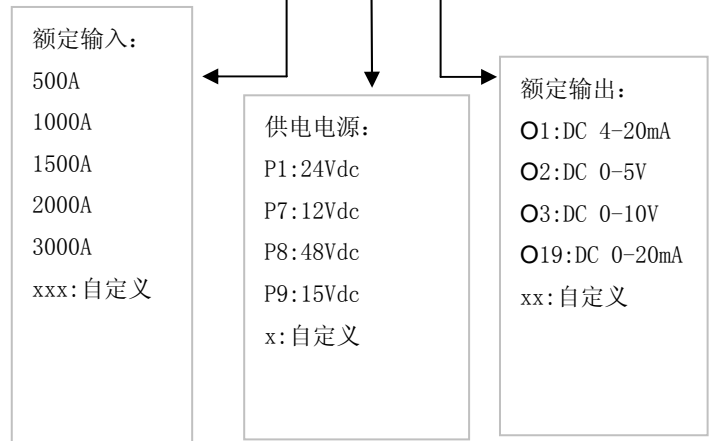 额定输入：
500A
1000A
1500A
2000A
3000A
xxx:自定义
供电电源：
P1:24Vdc
P7:12Vdc
P8:48Vdc
P9:15Vdc
x:自定义
额定输出：
O1:DC 4-20mA
O2:DC 0-5V
O3:DC 0-10V
O19:DC 0-20mA
xx:自定义